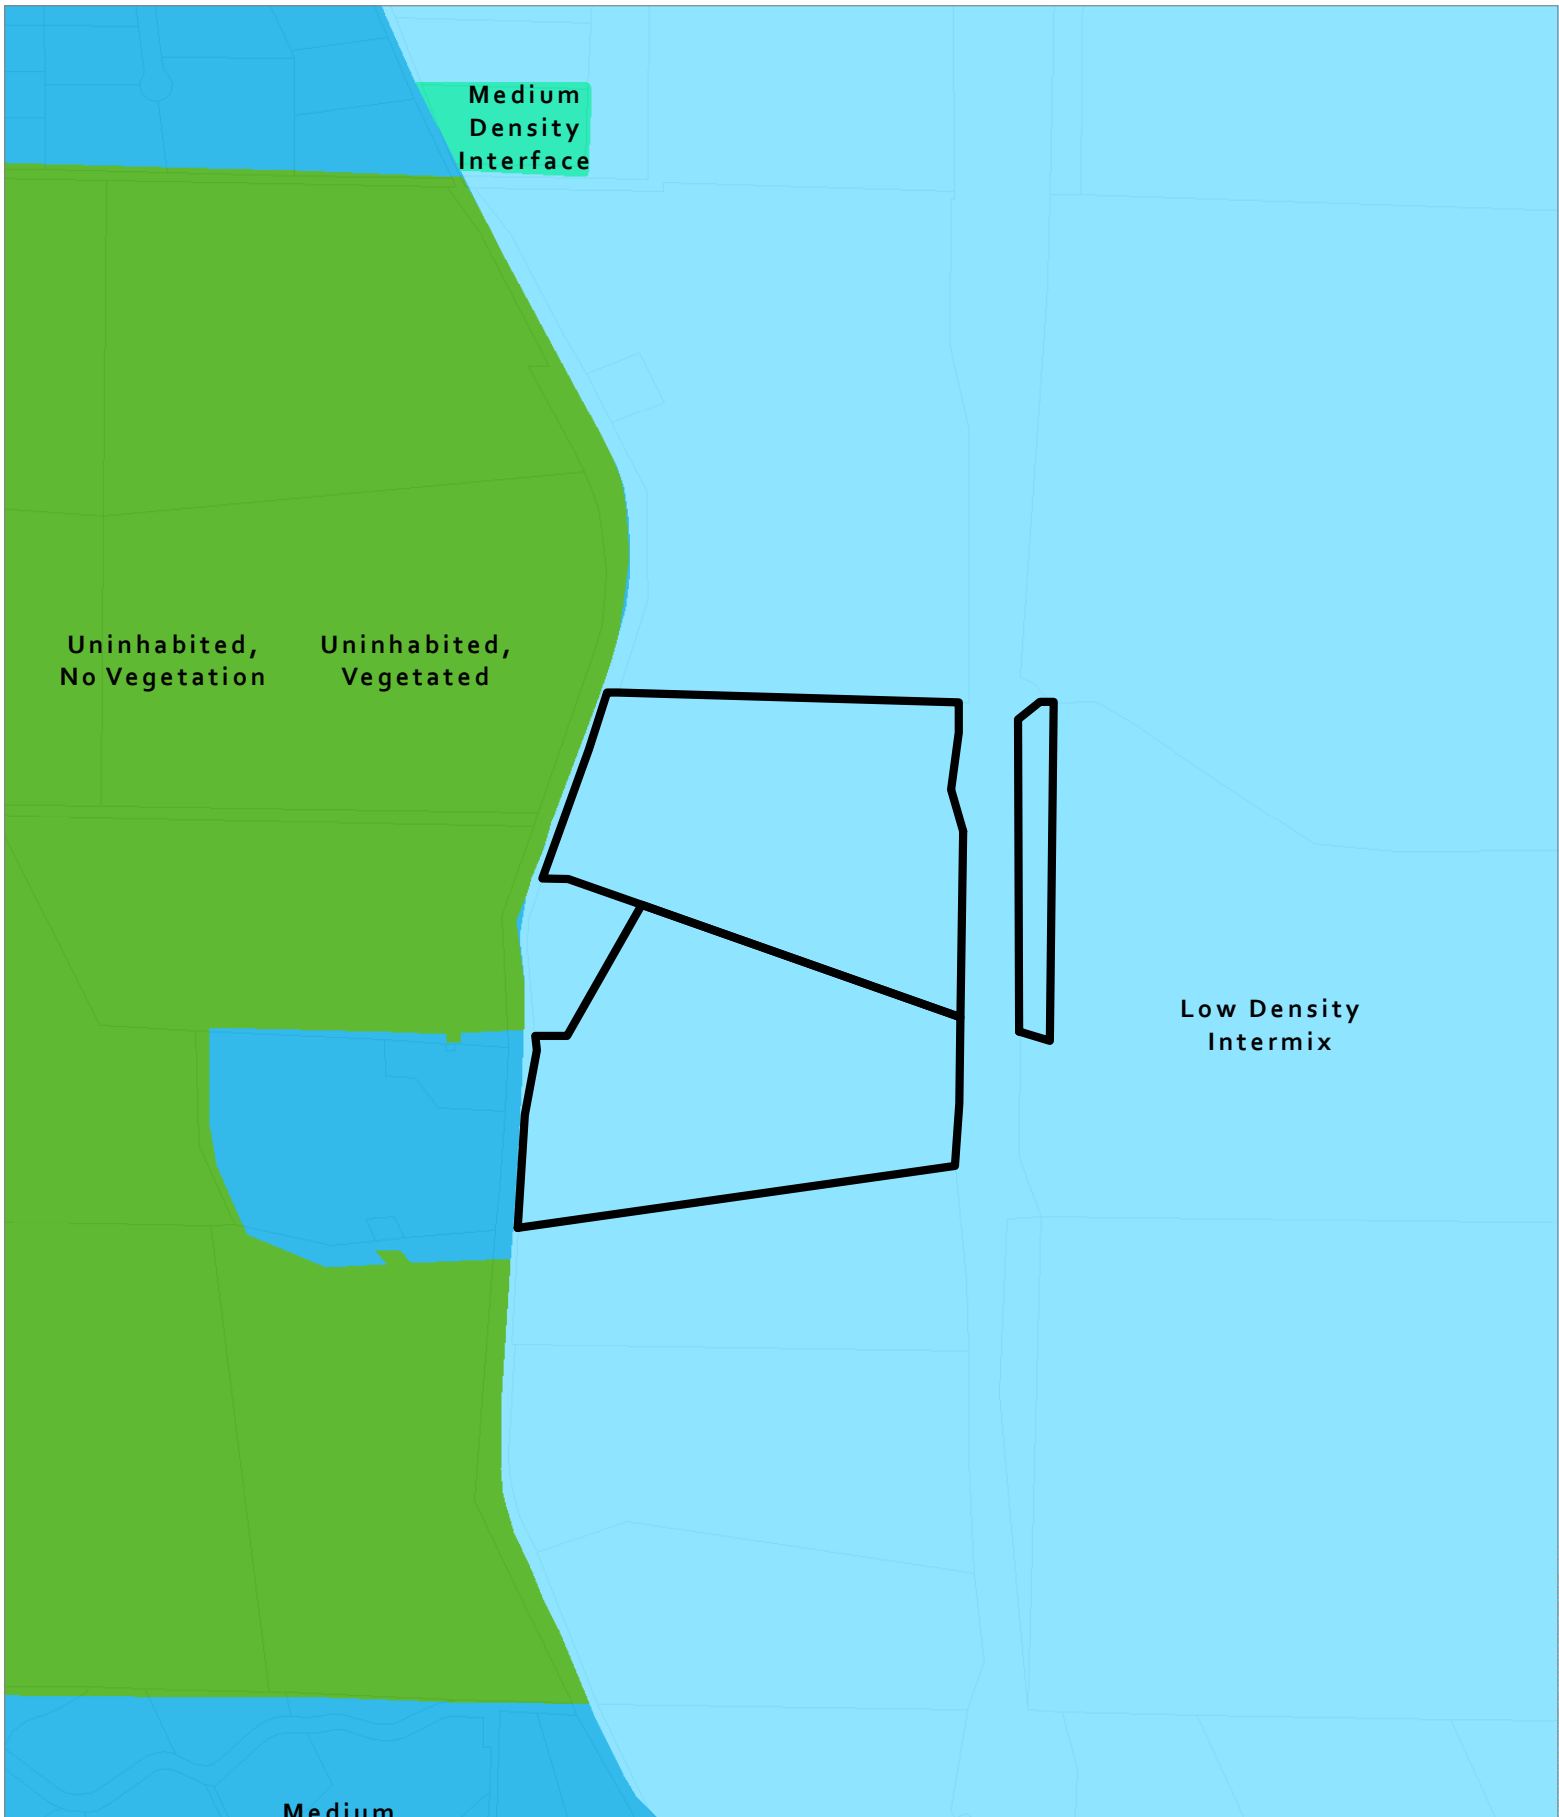 Medium
Density
Interface
Uninhabited,
No Vegetation
Uninhabited,
Vegetated
Low Density
Intermix
Medium